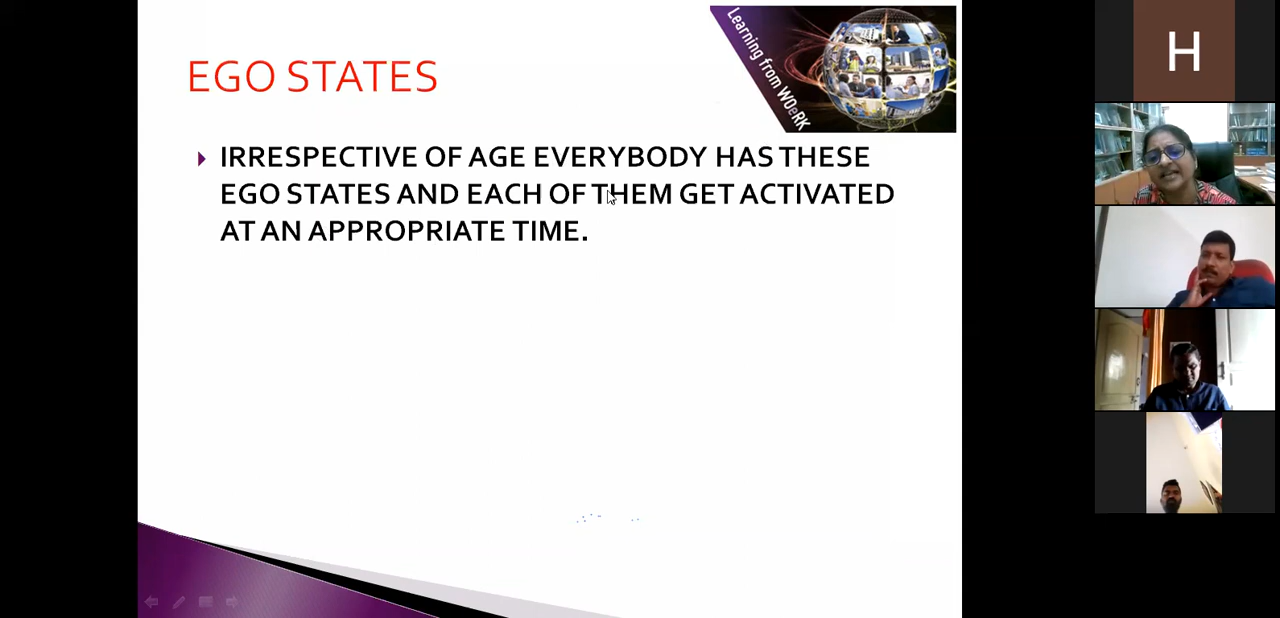 EGO STATES
Learning from WOeRK
IRRESPECTIVE OF AGE EVERYBODY HAS THESE
EGO STATES AND EACH OF THEM GET ACTIVATED
AT AN APPROPRIATE TIME.
H